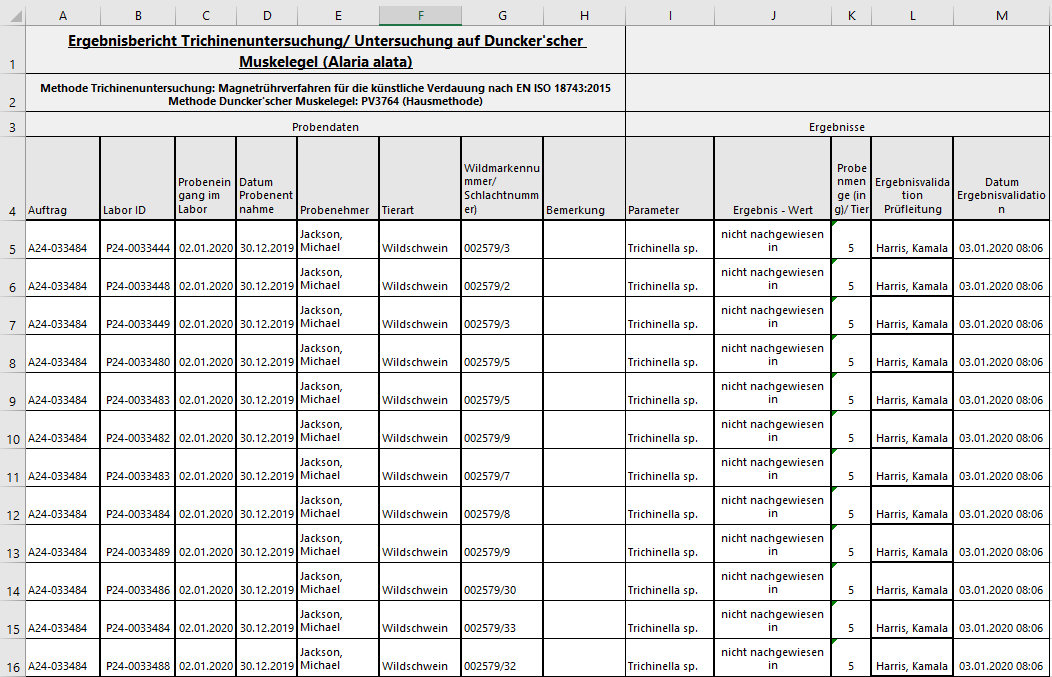 A B C D E F G H I J K L M
1 Ergebnisbericht Trichinenuntersuchung/ Untersuchung auf Duncker'scher
Muskelegel (Alaria alata)
2 Methode Trichinenuntersuchung: Magnetrührverfahren für die künstliche Verdauung nach EN ISO 18743:2015
Methode Duncker'scher Muskelegel: PV3764 (Hausmethode)
3 Probendaten Ergebnisse
4 Auftrag Labor ID Probenein
gang im
Labor Datum
Probenent
nahme Probenehmer Tierart Wildmarkennu
mmer/
Schlachtnumm
er) Bemerkung Parameter Ergebnis - Wert Probe
nmen
ge (in
g)/ Tier Ergebnisvalida
tion
Prüfleitung Datum
Ergebnisvalidatio
n
5 A24-033484 P24-0033444 02.01.2020 30.12.2019 Jackson,
Michael Wildschwein 002579/3 Trichinella sp. nicht nachgewiesen
in 5 Harris, Kamala 03.01.2020 08:06
6 A24-033484 P24-0033448 02.01.2020 30.12.2019 Jackson,
Michael Wildschwein 002579/2 Trichinella sp. nicht nachgewiesen
in 5 Harris, Kamala 03.01.2020 08:06
7 A24-033484 P24-0033449 02.01.2020 30.12.2019 Jackson,
Michael Wildschwein 002579/3 Trichinella sp. nicht nachgewiesen
in 5 Harris, Kamala 03.01.2020 08:06
8 A24-033484 P24-0033480 02.01.2020 30.12.2019 Jackson,
Michael Wildschwein 002579/5 Trichinella sp. nicht nachgewiesen
in 5 Harris, Kamala 03.01.2020 08:06
9 A24-033484 P24-0033483 02.01.2020 30.12.2019 Jackson,
Michael Wildschwein 002579/5 Trichinella sp. nicht nachgewiesen
in 5 Harris, Kamala 03.01.2020 08:06
10 A24-033484 P24-0033482 02.01.2020 30.12.2019 Jackson,
Michael Wildschwein 002579/9 Trichinella sp. nicht nachgewiesen
in 5 Harris, Kamala 03.01.2020 08:06
11 A24-033484 P24-0033483 02.01.2020 30.12.2019 Jackson,
Michael Wildschwein 002579/7 Trichinella sp. nicht nachgewiesen
in 5 Harris, Kamala 03.01.2020 08:06
12 A24-033484 P24-0033484 02.01.2020 30.12.2019 Jackson,
Michael Wildschwein 002579/8 Trichinella sp. nicht nachgewiesen
in 5 Harris, Kamala 03.01.2020 08:06
13 A24-033484 P24-0033489 02.01.2020 30.12.2019 Jackson,
Michael Wildschwein 002579/9 Trichinella sp. nicht nachgewiesen
in 5 Harris, Kamala 03.01.2020 08:06
14 A24-033484 P24-0033486 02.01.2020 30.12.2019 Jackson,
Michael Wildschwein 002579/30 Trichinella sp. nicht nachgewiesen
in 5 Harris, Kamala 03.01.2020 08:06
15 A24-033484 P24-0033484 02.01.2020 30.12.2019 Jackson,
Michael Wildschwein 002579/33 Trichinella sp. nicht nachgewiesen
in 5 Harris, Kamala 03.01.2020 08:06
16 A24-033484 P24-0033488 02.01.2020 30.12.2019 Jackson,
Michael Wildschwein 002579/32 Trichinella sp. nicht nachgewiesen
in 5 Harris, Kamala 03.01.2020 08:06